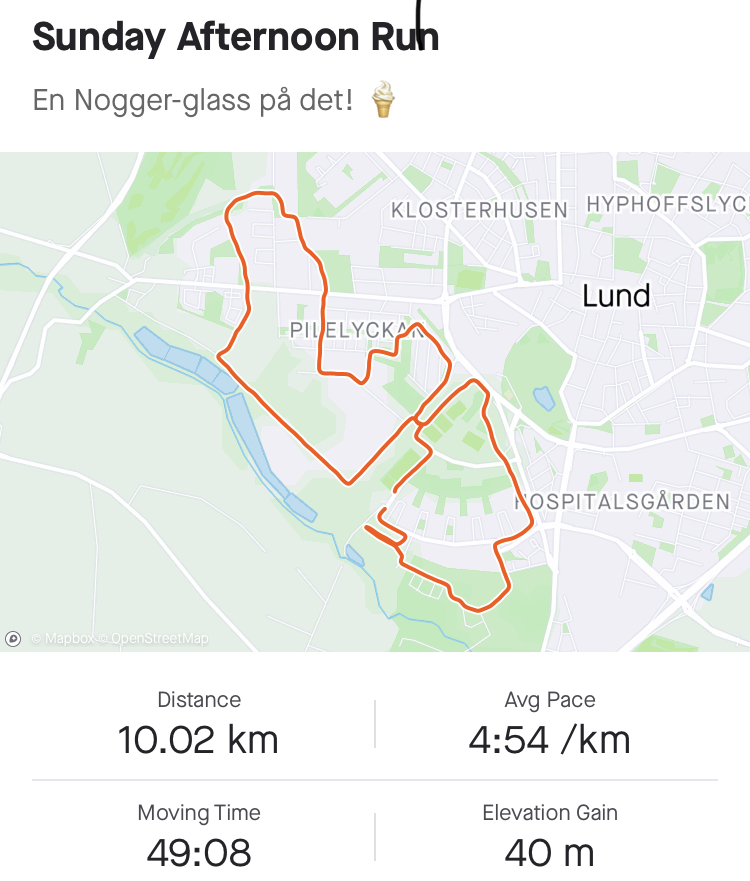 Sunday Afternoon Run
En Nogger-glass på det! 🍦
KLOSTERHUSEN HYPHOFFSLYC
Lund
PILELYCKAN
HOSPITALSGÅRDEN
© Mapbox © OpenStreetMap
Distance Avg Pace
10.02 km 4:54 /km
Moving Time Elevation Gain
49:08 40 m